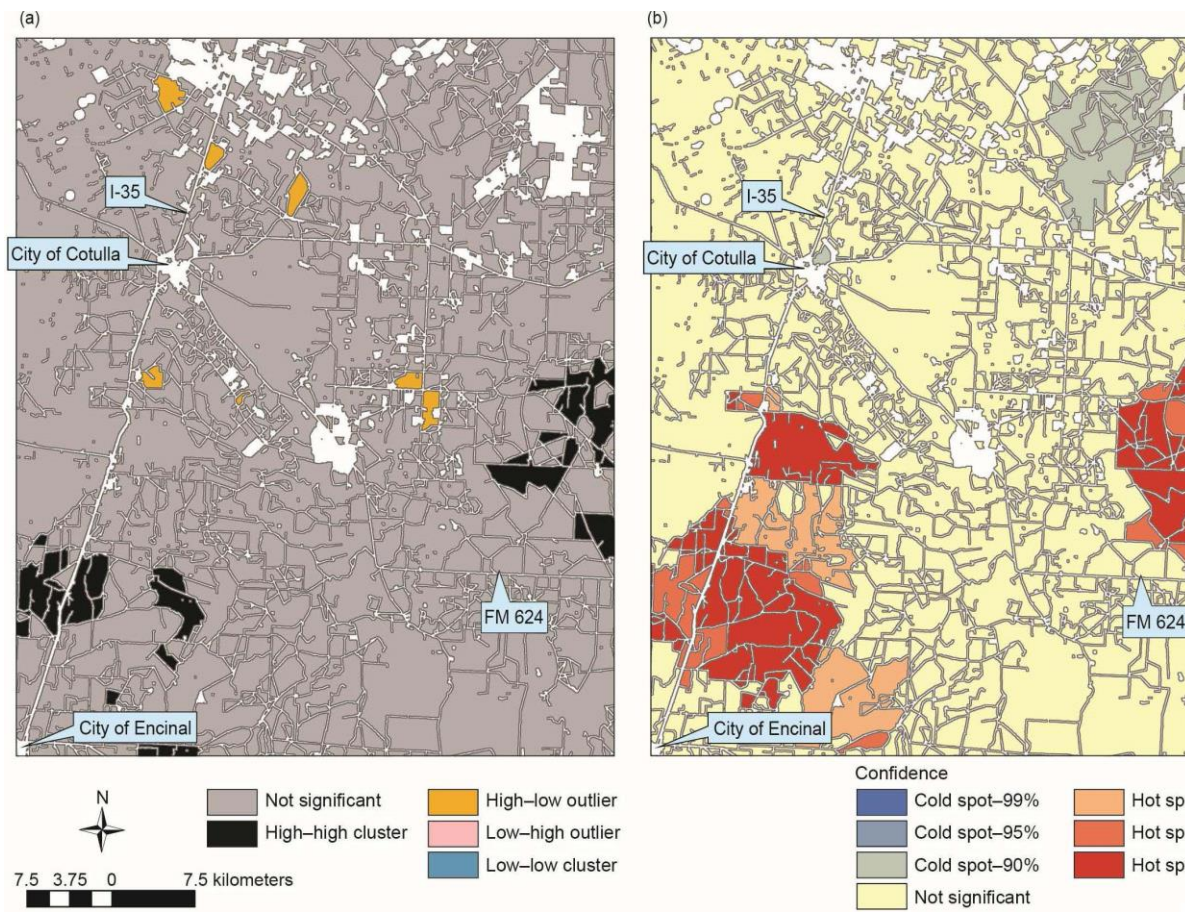 (a)
(b)
I-35
City of Cotulla
FM 624
City of Encinal
I-35
City of Cotulla
FM 624
City of Encinal
N
7.5 3.75 0 7.5 kilometers
Not significant
High–high cluster
High–low outlier
Low–high outlier
Low–low cluster
Confidence
Cold spot–99%
Cold spot–95%
Cold spot–90%
Not significant
Hot sp
Hot sp
Hot sp